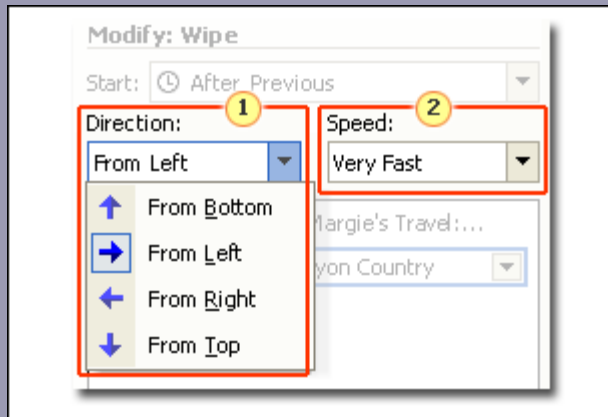 Modify: Wipe
Start: After Previous
1
2
Direction:
Speed:
From Left
Very Fast
From Bottom
Margie's Travel:...
From Left
yon Country
From Right
From Top